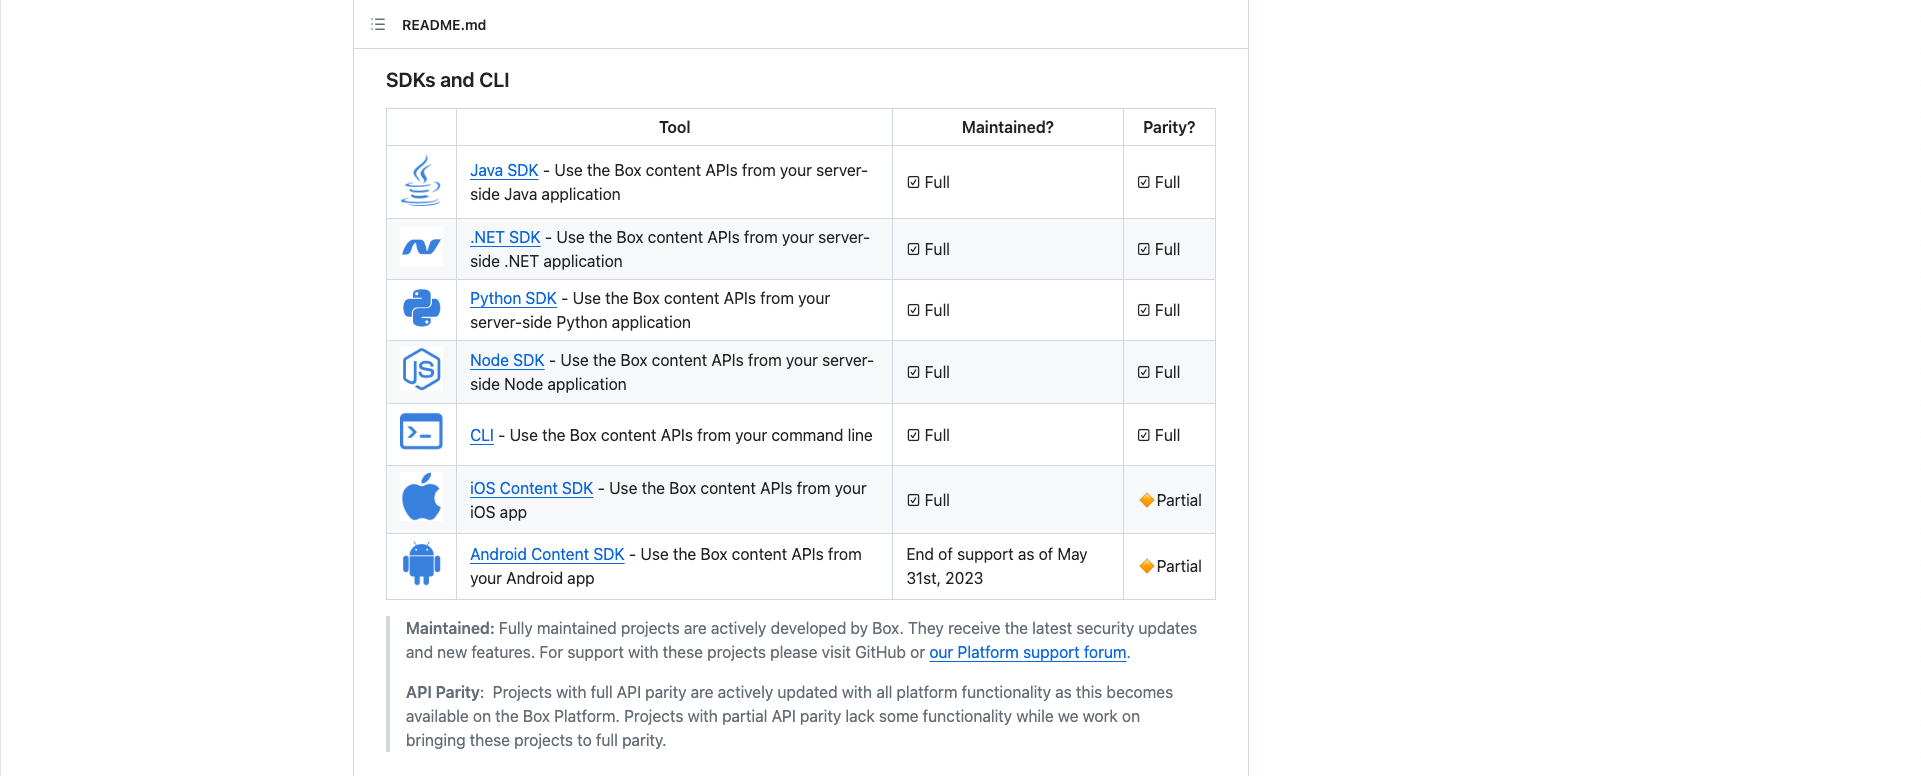 README.md
SDKs and CLI
Tool Maintained? Parity?
Java SDK - Use the Box content APIs from your server-
side Java application
☑ Full ☑ Full
.NET SDK - Use the Box content APIs from your server-
side .NET application
☑ Full ☑ Full
Python SDK - Use the Box content APIs from your
server-side Python application
☑ Full ☑ Full
JS
Node SDK - Use the Box content APIs from your server-
side Node application
☑ Full ☑ Full
CLI - Use the Box content APIs from your command line
☑ Full ☑ Full
iOS Content SDK - Use the Box content APIs from your
iOS app
☑ Full 🔶Partial
Android Content SDK - Use the Box content APIs from
your Android app
End of support as of May
31st, 2023
🔶Partial
Maintained: Fully maintained projects are actively developed by Box. They receive the latest security updates
and new features. For support with these projects please visit GitHub or our Platform support forum.
API Parity: Projects with full API parity are actively updated with all platform functionality as this becomes
available on the Box Platform. Projects with partial API parity lack some functionality while we work on
bringing these projects to full parity.